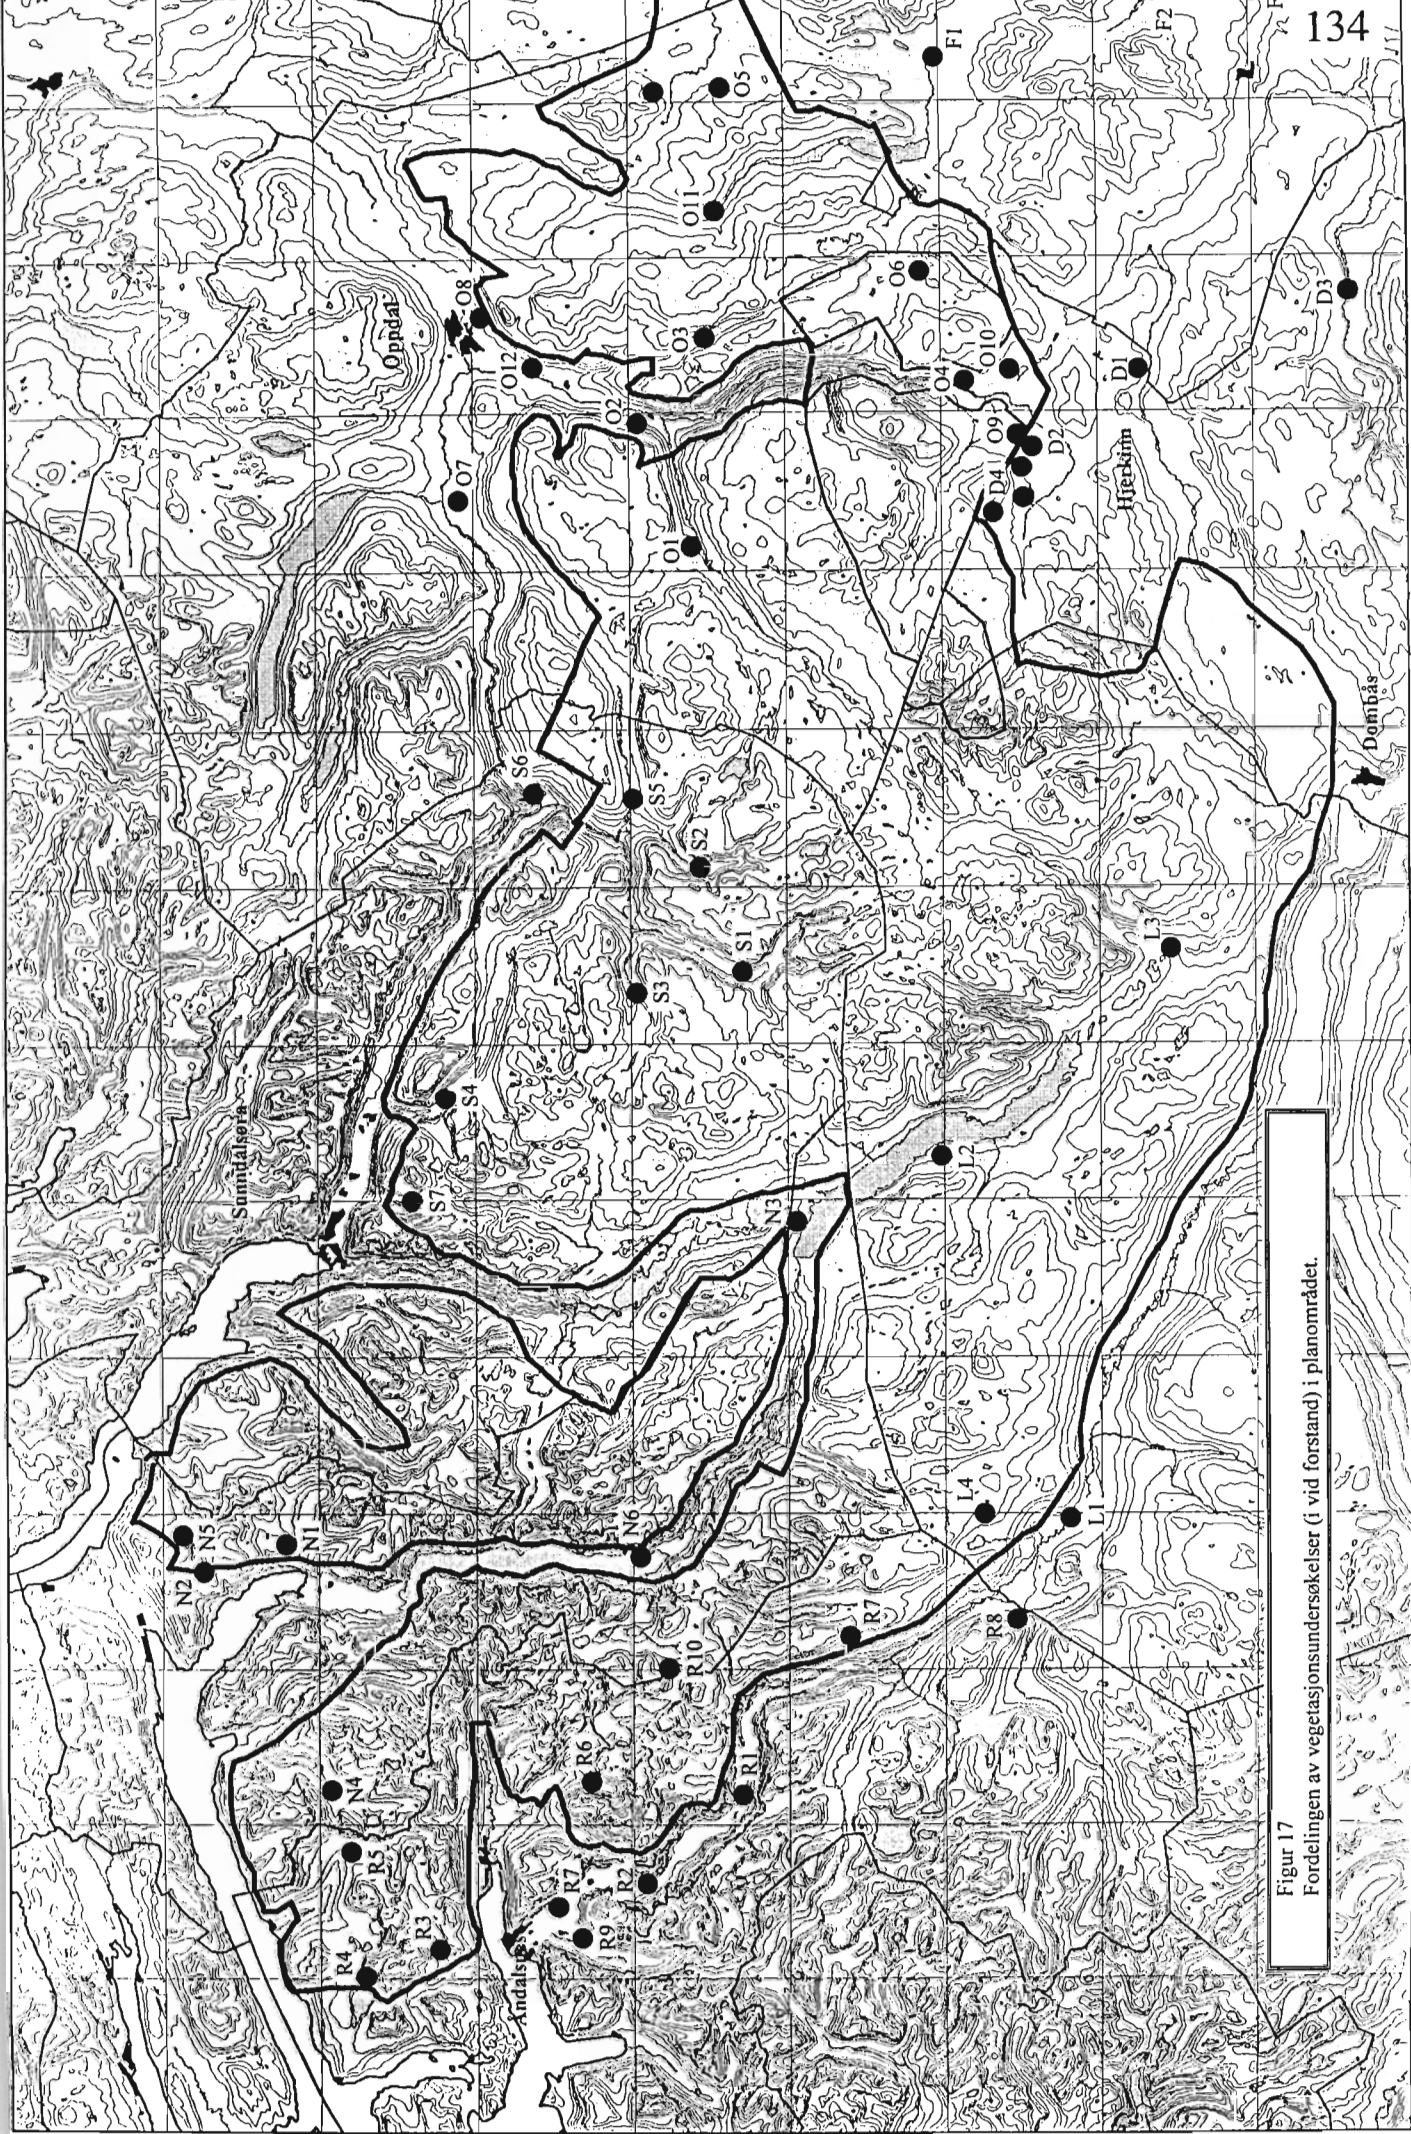 134
F1
F2
F
O5
O11
O6
O8
Oppdal
O12
O3
O2
O4
O10
D1
D3
O9
D2
D4
Hjerkinn
O7
O1
S6
S5
S2
S1
S3
S4
S7
Sunndalsøra
Dombås
L3
L2
N3
N5
N2
N1
N6
L4
L1
R7
R8
R10
R6
R1
N4
R5
R4
R3
R7
R2
R9
Åndalsnes
Figur 17
Fordelingen av vegetasjonsundersøkelser (i vid forstand) i planområdet.